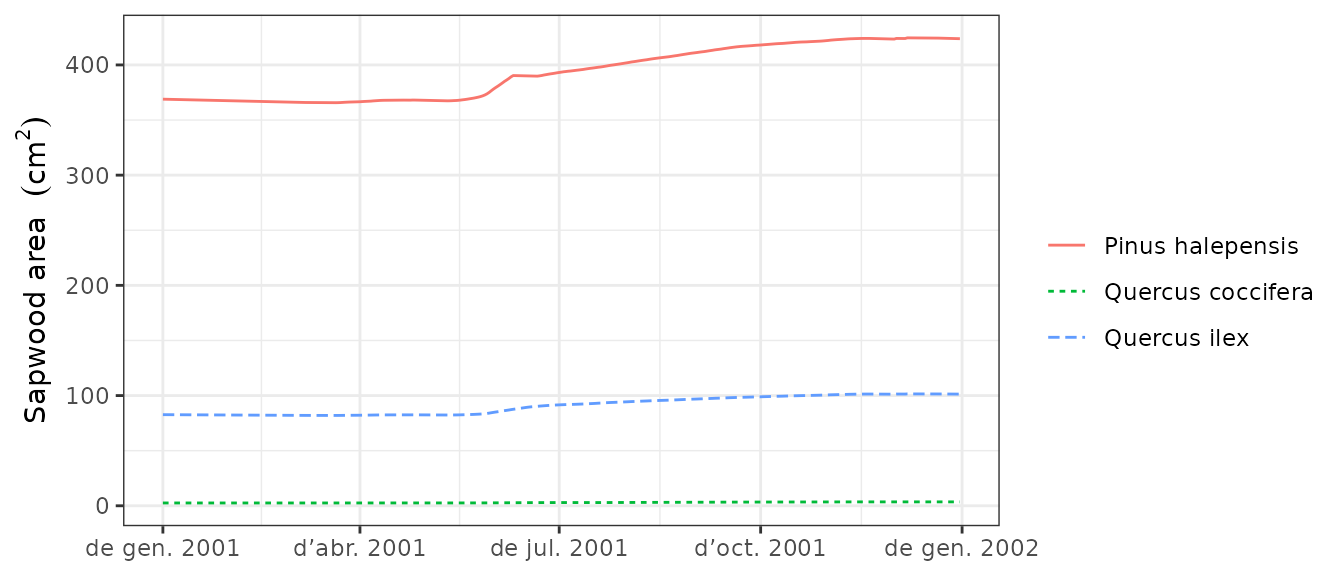 Sapwood area (cm²)
400
300
200
100
0
de gen. 2001
d’abr. 2001
de jul. 2001
d’oct. 2001
de gen. 2002
Pinus halepensis
Quercus coccifera
Quercus ilex